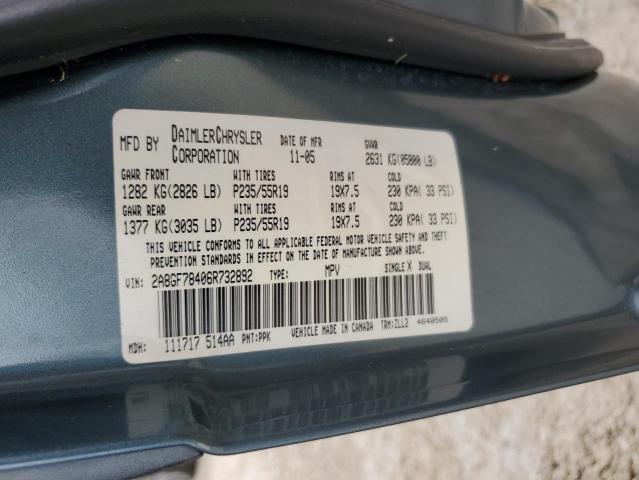 MFD BY DAIMLERCHRYSLER CORPORATION DATE OF MFR 11-05 GVWR 2631 KG(05800 LB)
GAWR FRONT WITH TIRES RIMS AT COLD
1282 KG(2826 LB) P235/55R19 19X7.5 230 KPA( 33 PSI)
GAWR REAR WITH TIRES RIMS AT COLD
1377 KG(3035 LB) P235/55R19 19X7.5 230 KPA( 33 PSI)
THIS VEHICLE CONFORMS TO ALL APPLICABLE FEDERAL MOTOR VEHICLE SAFETY AND THEFT
PREVENTION STANDARDS IN EFFECT ON THE DATE OF MANUFACTURE SHOWN ABOVE.
VIN: 2A8GF78406R732892 TYPE: MPV SINGLE X DUAL
MDH: 111717 514AA PNT:PPK VEHICLE MADE IN CANADA TRM:ZLL2 4648505